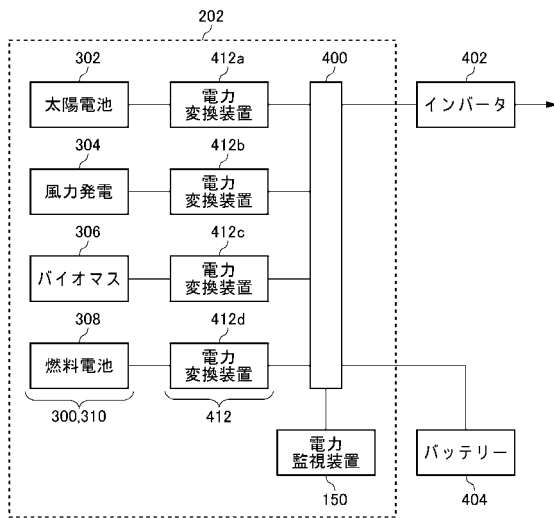 202
302
412a
400
402
太陽電池
電力
変換装置
インバータ
304
412b
風力発電
電力
変換装置
306
412c
バイオマス
電力
変換装置
308
412d
燃料電池
電力
変換装置
300,310
412
電力
監視装置
バッテリー
150
404